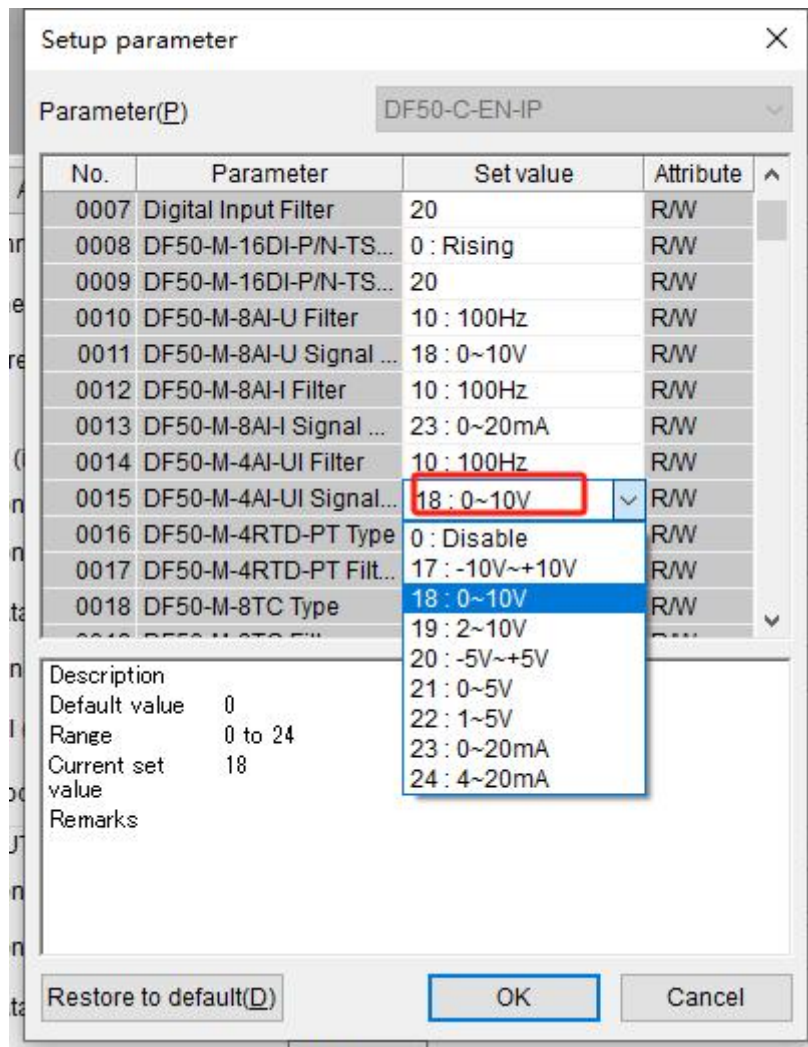 Setup parameter
Parameter(P) DF50-C-EN-IP
No. Parameter Set value Attribute
0007 Digital Input Filter 20 R/W
0008 DF50-M-16DI-P/N-TS... 0 : Rising R/W
0009 DF50-M-16DI-P/N-TS... 20 R/W
0010 DF50-M-8AI-U Filter 10 : 100Hz R/W
0011 DF50-M-8AI-U Signal ... 18 : 0~10V R/W
0012 DF50-M-8AI-I Filter 10 : 100Hz R/W
0013 DF50-M-8AI-I Signal ... 23 : 0~20mA R/W
0014 DF50-M-4AI-UI Filter 10 : 100Hz R/W
0015 DF50-M-4AI-UI Signal... 18 : 0~10V R/W
0016 DF50-M-4RTD-PT Type 0 : Disable R/W
0017 DF50-M-4RTD-PT Filt... 17 : -10V~+10V R/W
0018 DF50-M-8TC Type 18 : 0~10V R/W
19 : 2~10V
20 : -5V~+5V
21 : 0~5V
22 : 1~5V
23 : 0~20mA
24 : 4~20mA
Description
Default value 0
Range 0 to 24
Current set value 18
Remarks
Restore to default(D) OK Cancel